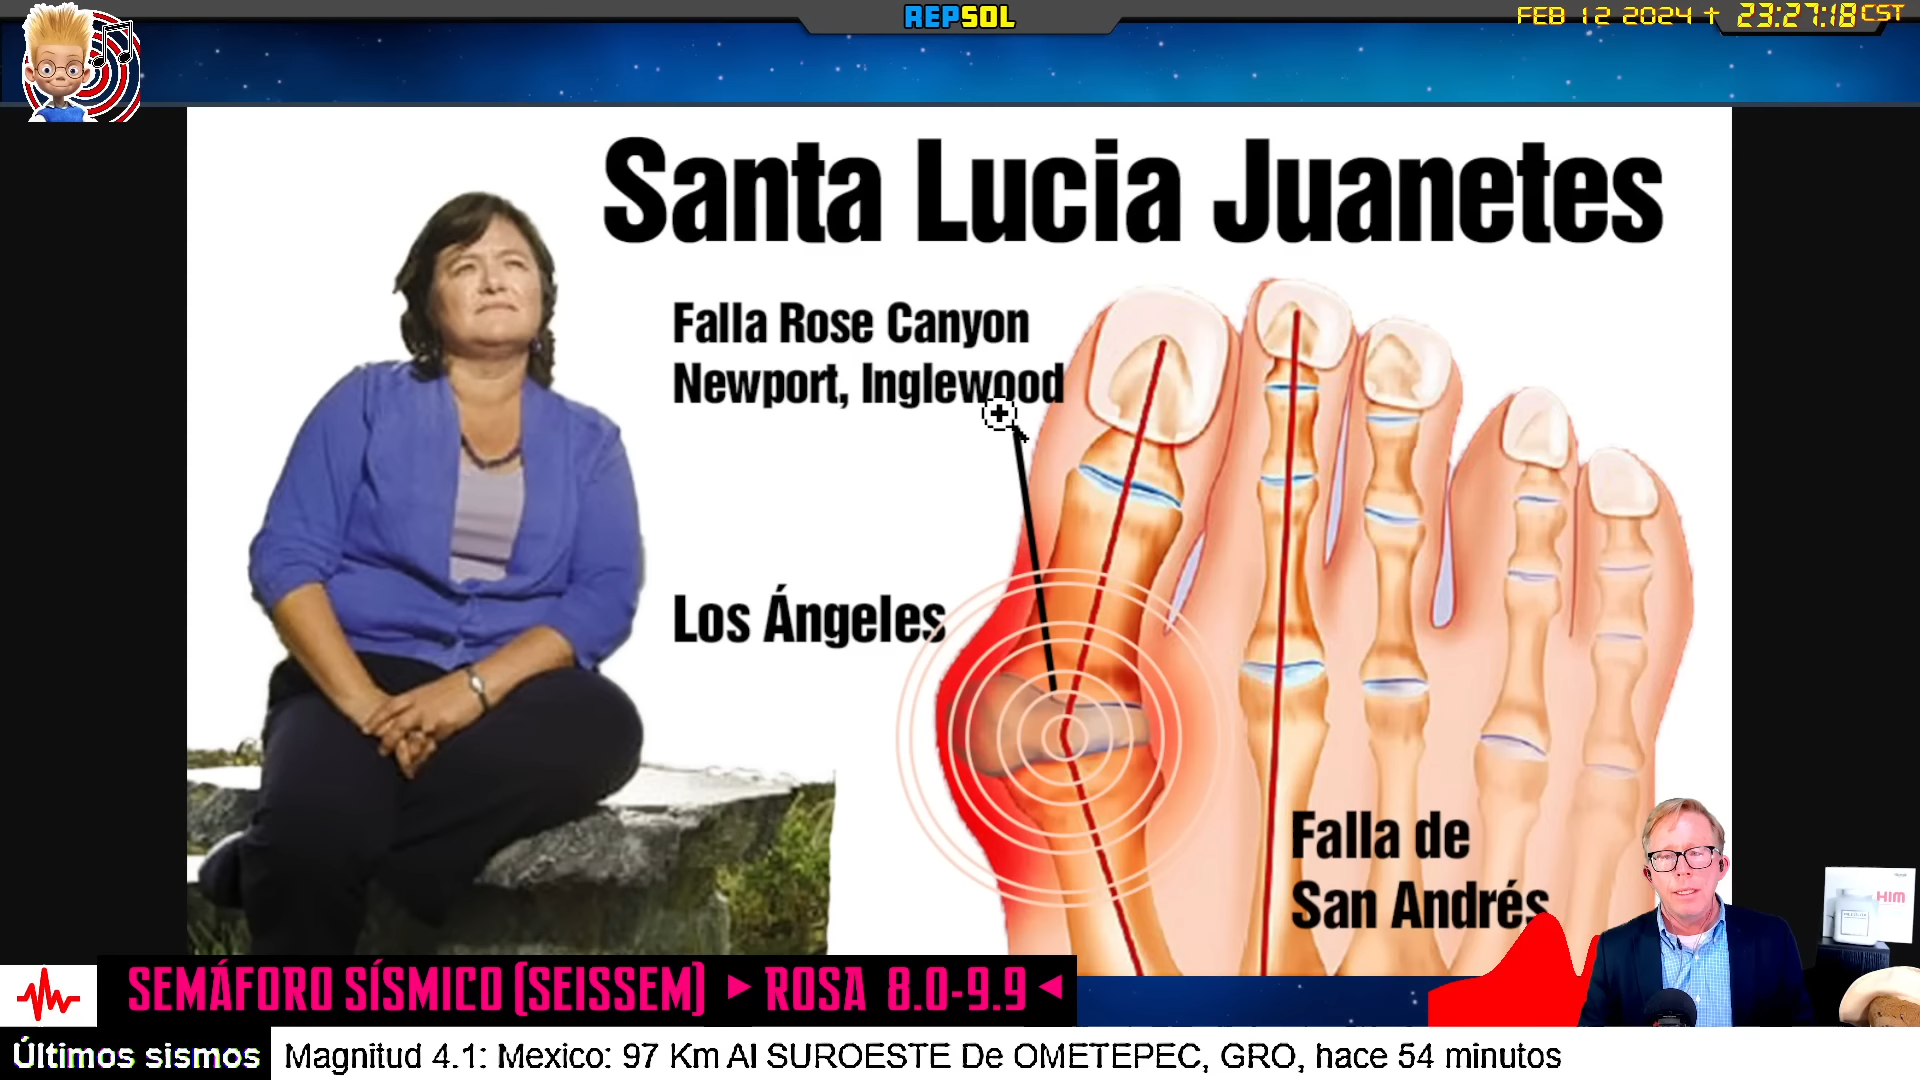 REPSOL
FEB 12 2024 † 23:27:18 CST
Santa Lucia Juanetes
Falla Rose Canyon
Newport, Inglewood
Los Ángeles
Falla de
San Andrés
HIM
SEMÁFORO SÍSMICO (SEISSEM) ► ROSA 8.0-9.9 ◄
Últimos sismos
Magnitud 4.1: Mexico: 97 Km Al SUROESTE De OMETEPEC, GRO, hace 54 minutos